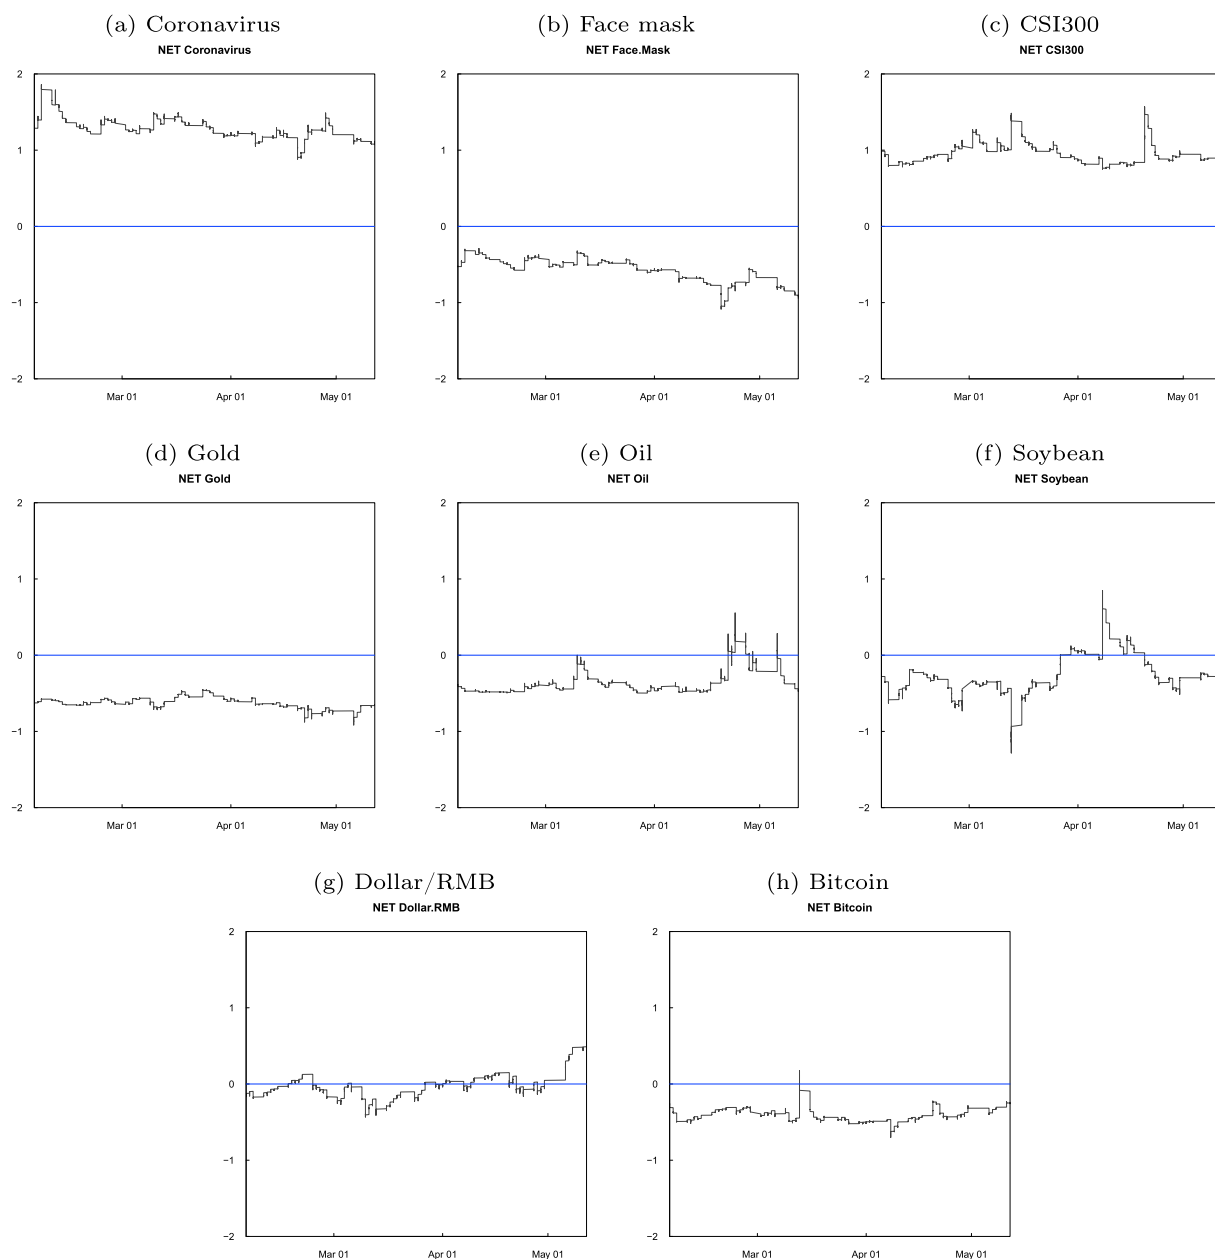 (a) Coronavirus
NET Coronavirus
2
1
0
−1
−2
Mar 01 Apr 01 May 01
(b) Face mask
NET Face.Mask
2
1
0
−1
−2
Mar 01 Apr 01 May 01
(c) CSI300
NET CSI300
2
1
0
−1
−2
Mar 01 Apr 01 May 01
(d) Gold
NET Gold
2
1
0
−1
−2
Mar 01 Apr 01 May 01
(e) Oil
NET Oil
2
1
0
−1
−2
Mar 01 Apr 01 May 01
(f) Soybean
NET Soybean
2
1
0
−1
−2
Mar 01 Apr 01 May 01
(g) Dollar/RMB
NET Dollar.RMB
2
1
0
−1
−2
Mar 01 Apr 01 May 01
(h) Bitcoin
NET Bitcoin
2
1
0
−1
−2
Mar 01 Apr 01 May 01